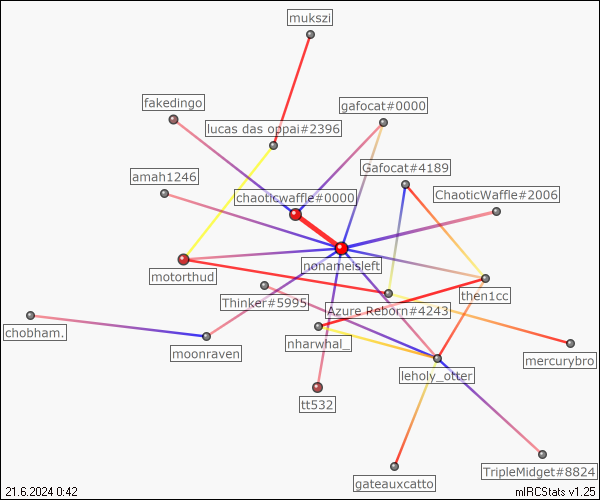 mukszi
fakedingo
gafocat#0000
lucas das oppai#2396
Gafocat#4189
amah1246
chaoticwaffle#0000
ChaoticWaffle#2006
nonameisleft
motorthud
Thinker#5995
then1cc
Azure Reborn#4243
chobham.
moonraven
nharwhal_
mercurybro
leholy_otter
tt532
gateauxcatto
TripleMidget#8824
21.6.2024 0:42
mIRCStats v1.25